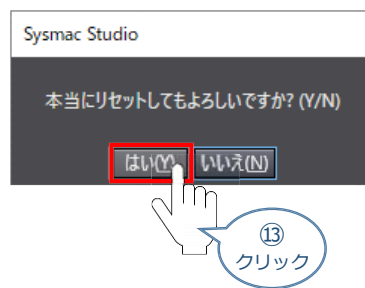 Sysmac Studio
本当にリセットしてもよろしいですか? (Y/N)
はい(Y) いいえ(N)
⑬
クリック